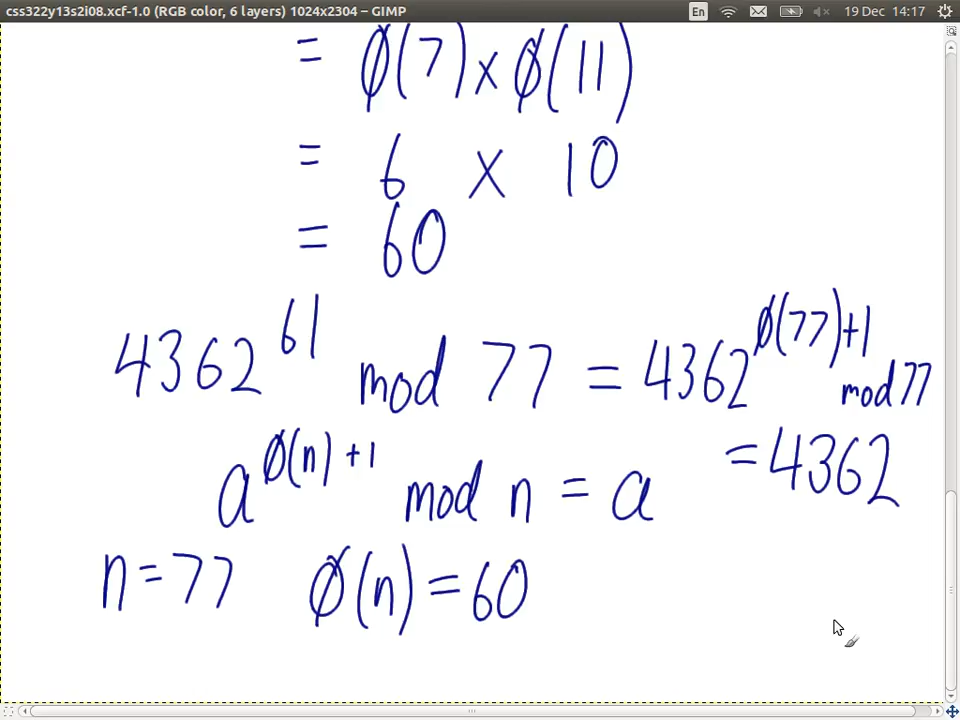 css322y13s2i08.xcf-1.0 (RGB color, 6 layers) 1024x2304 – GIMP En 19 Dec 14:17
= ø(7) x ø(11)
= 6 x 10
= 60
4362^61 mod 77 = 4362^ø(77)+1 mod 77
a^ø(n)+1 mod n = a = 4362
n = 77 ø(n) = 60